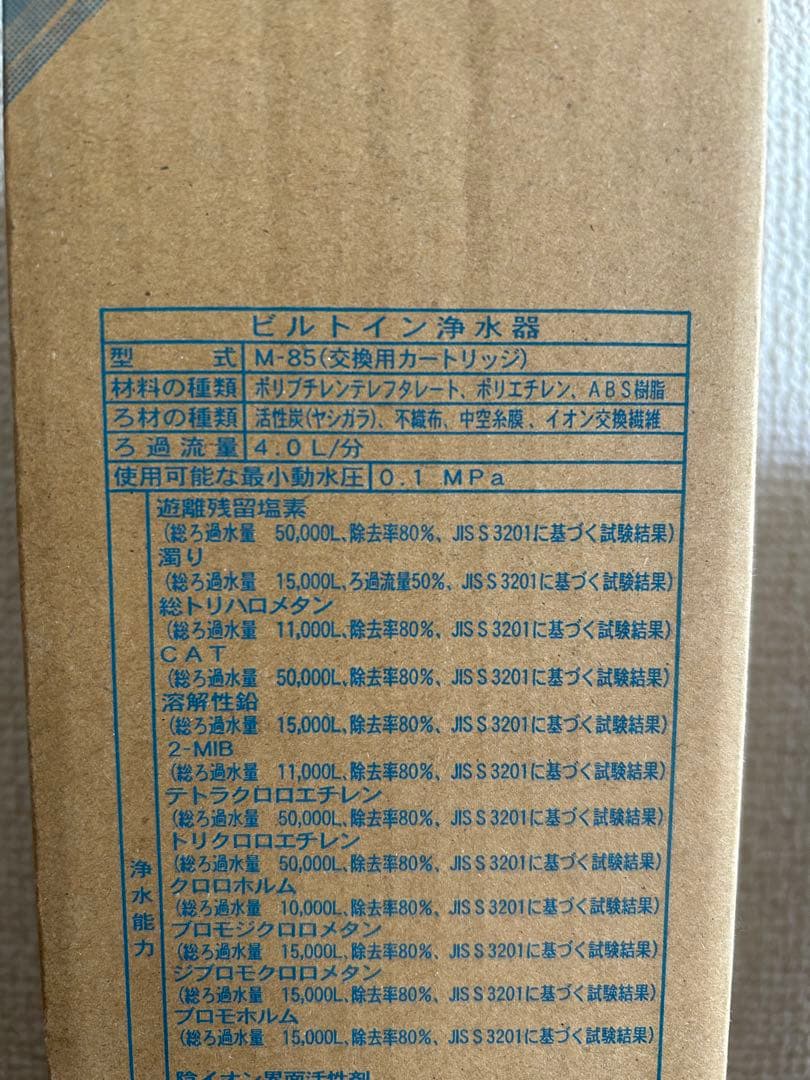 ビルトイン浄水器
型 式 M-85(交換用カートリッジ)
材料の種類 ポリブチレンテレフタレート、ポリエチレン、ABS樹脂
ろ材の種類 活性炭(ヤシガラ)、不織布、中空糸膜、イオン交換繊維
ろ過流量 4.0L/分
使用可能な最小動水圧 0.1 MPa
浄水能力
遊離残留塩素
(総ろ過水量 50,000L、除去率80%、JIS S 3201に基づく試験結果)
濁り
(総ろ過水量 15,000L、ろ過流量50%、JIS S 3201に基づく試験結果)
総トリハロメタン
(総ろ過水量 11,000L、除去率80%、JIS S 3201に基づく試験結果)
CAT
(総ろ過水量 50,000L、除去率80%、JIS S 3201に基づく試験結果)
溶解性鉛
(総ろ過水量 15,000L、除去率80%、JIS S 3201に基づく試験結果)
2-MIB
(総ろ過水量 11,000L、除去率80%、JIS S 3201に基づく試験結果)
テトラクロロエチレン
(総ろ過水量 50,000L、除去率80%、JIS S 3201に基づく試験結果)
トリクロロエチレン
(総ろ過水量 50,000L、除去率80%、JIS S 3201に基づく試験結果)
クロロホルム
(総ろ過水量 10,000L、除去率80%、JIS S 3201に基づく試験結果)
ブロモジクロロメタン
(総ろ過水量 15,000L、除去率80%、JIS S 3201に基づく試験結果)
ジブロモクロロメタン
(総ろ過水量 15,000L、除去率80%、JIS S 3201に基づく試験結果)
ブロモホルム
(総ろ過水量 15,000L、除去率80%、JIS S 3201に基づく試験結果)
陰イオン界面活性剤